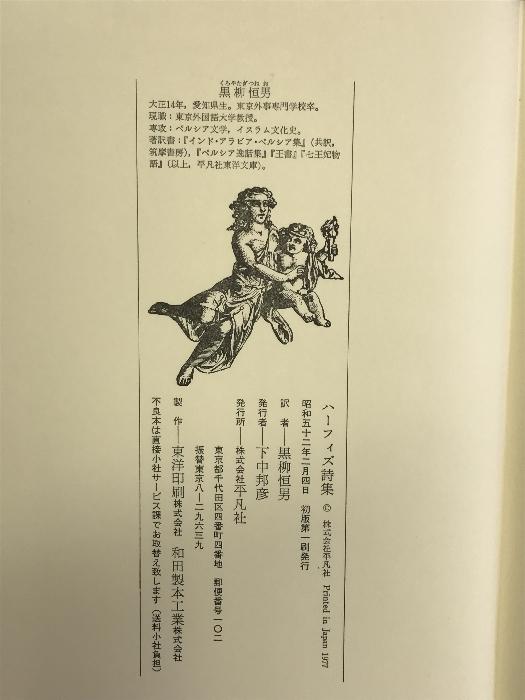 くろやなぎつねお
黒柳恒男
大正14年，愛知県生。東京外事専門学校卒。
現職：東京外国語大学教授。
専攻：ペルシア文学，イスラム文化史。
著訳書：『インド・アラビア・ペルシア集』（共訳，
筑摩書房），『ペルシア逸話集』『王書』『七王妃物
語』（以上，平凡社東洋文庫）。
ハーフィズ詩集 © 株式会社平凡社 Printed in Japan 1977
昭和五十二年二月四日 初版第一刷発行
訳 者──黒柳恒男
発行者──下中邦彦
発行所──株式会社平凡社
東京都千代田区四番町四番地 郵便番号一〇二
振替東京八─二九六三九
製 作──東洋印刷株式会社 和田製本工業株式会社
不良本は直接小社サービス課でお取替え致します（送料小社負担）